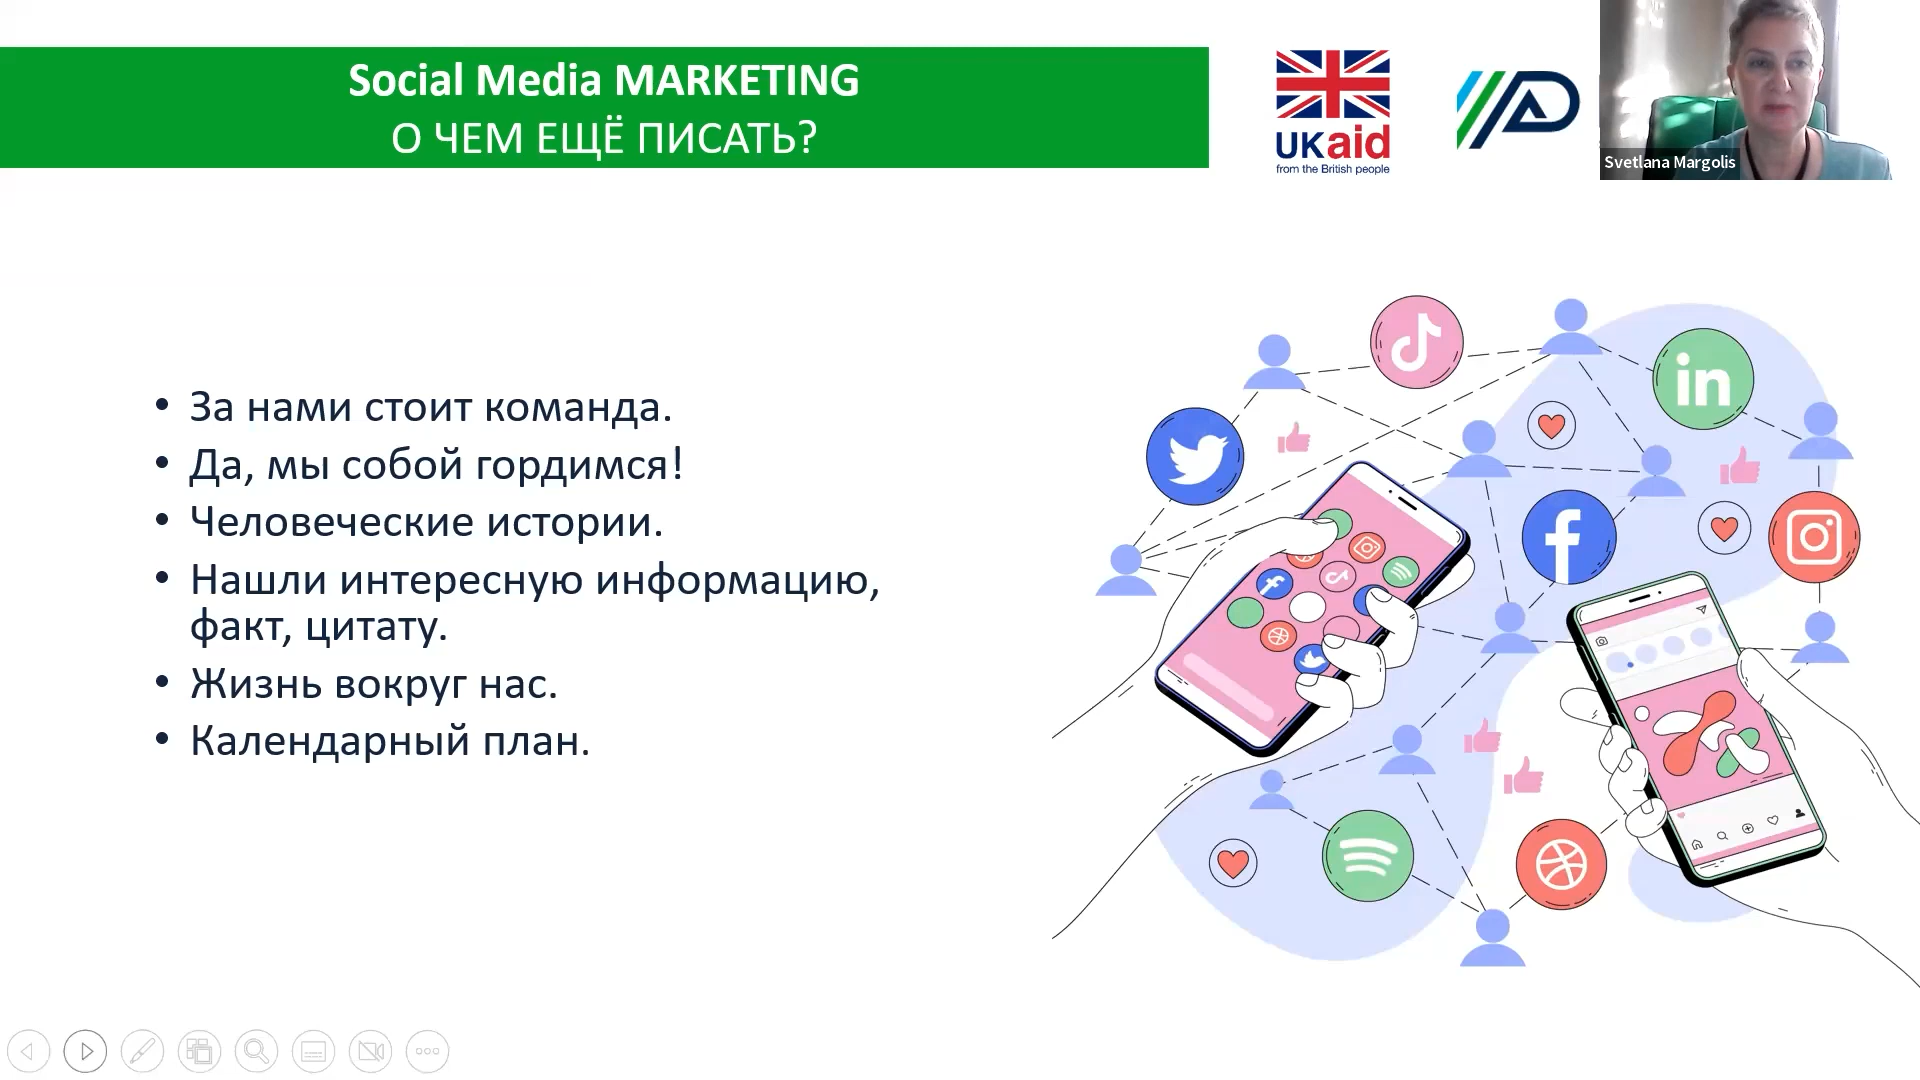 Social Media MARKETING
О ЧЕМ ЕЩЁ ПИСАТЬ?
UKaid
from the British people
Svetlana Margolis
• За нами стоит команда.
• Да, мы собой гордимся!
• Человеческие истории.
• Нашли интересную информацию,
факт, цитату.
• Жизнь вокруг нас.
• Календарный план.
in